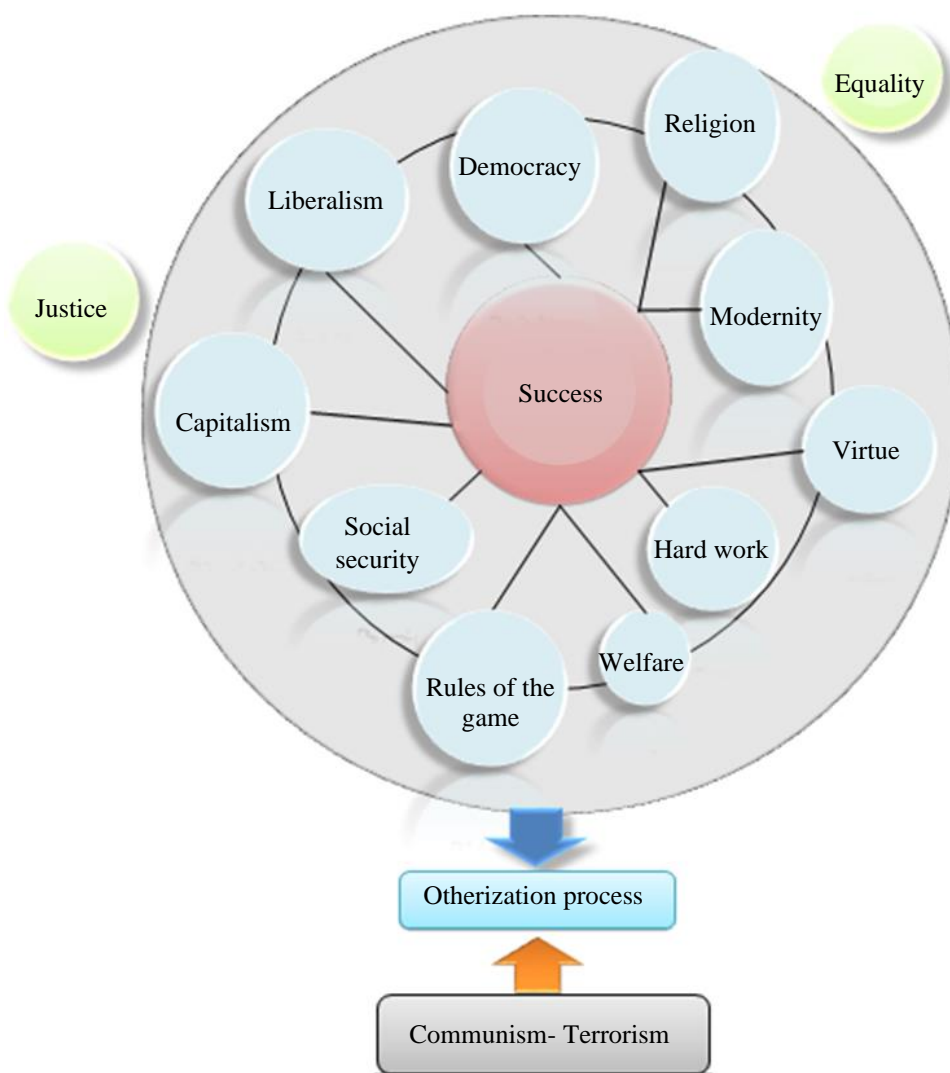 Equality
Religion
Democracy
Liberalism
Justice
Modernity
Success
Capitalism
Virtue
Social
security
Hard work
Welfare
Rules of the
game
Otherization process
Communism- Terrorism